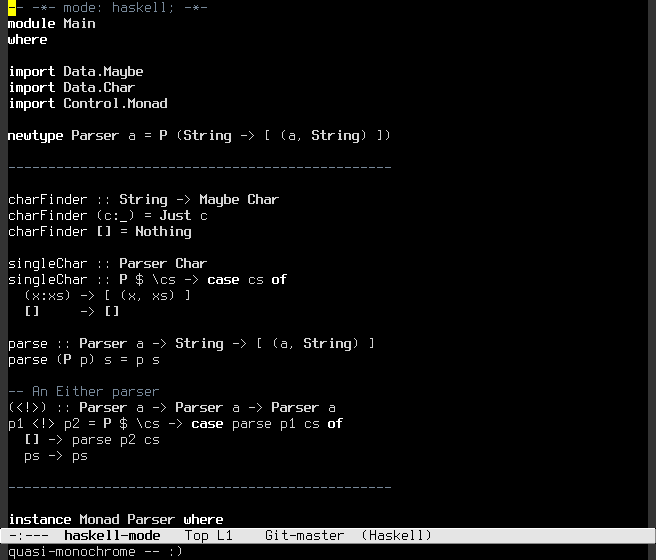 -- -*- mode: haskell; -*-
module Main
where

import Data.Maybe
import Data.Char
import Control.Monad

newtype Parser a = P (String -> [ (a, String) ])

------------------------------------------------

charFinder :: String -> Maybe Char
charFinder (c:_) = Just c
charFinder [] = Nothing

singleChar :: Parser Char
singleChar :: P $ \cs -> case cs of
  (x:xs) -> [ (x, xs) ]
  []     -> []

parse :: Parser a -> String -> [ (a, String) ]
parse (P p) s = p s

-- An Either parser
(<!>) :: Parser a -> Parser a -> Parser a
p1 <!> p2 = P $ \cs -> case parse p1 cs of
  [] -> parse p2 cs
  ps -> ps

------------------------------------------------

instance Monad Parser where
-:---  haskell-mode   Top L1    Git-master  (Haskell)
quasi-monochrome -- :)